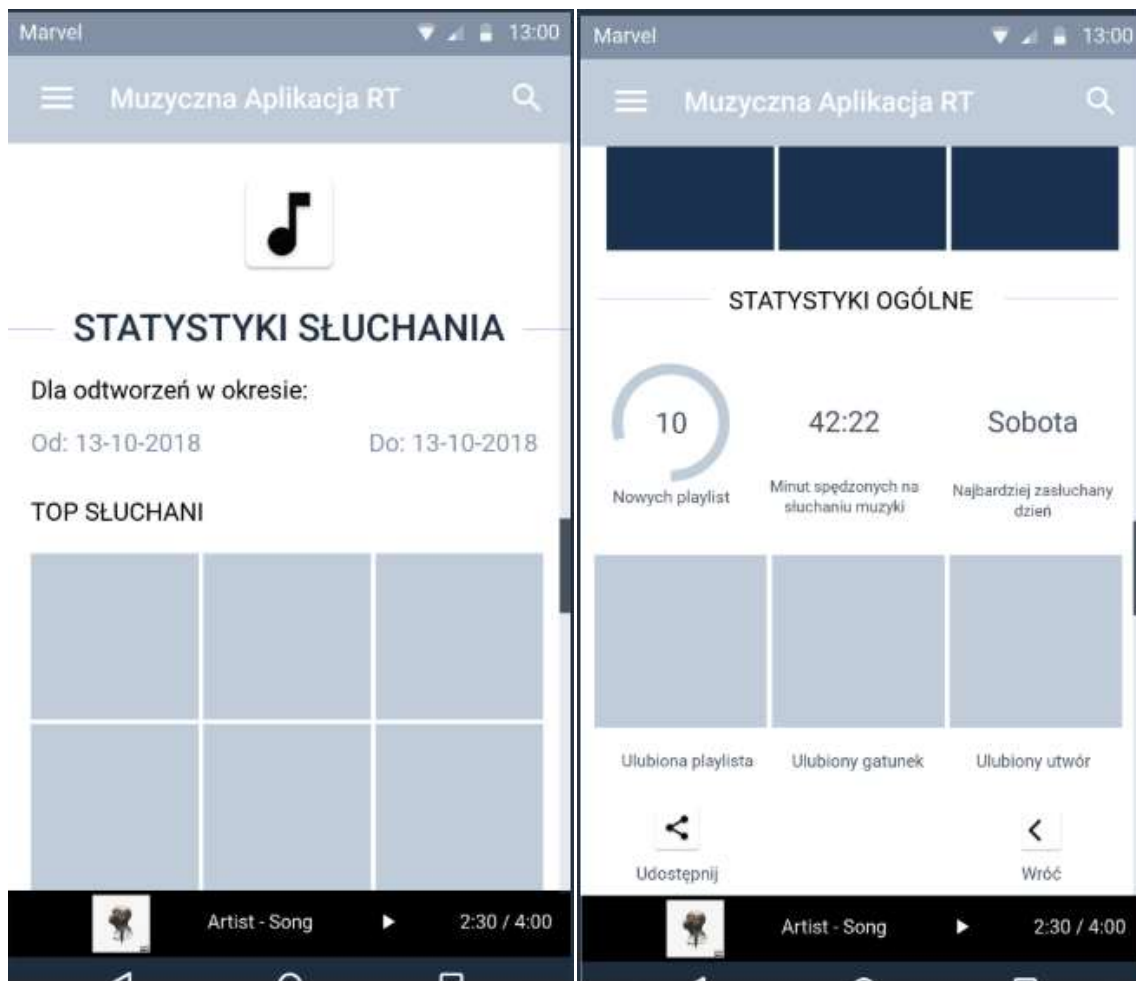 Marvel
13:00
Muzyczna Aplikacja RT
STATYSTYKI SŁUCHANIA
Dla odtworzeń w okresie:
Od: 13-10-2018
Do: 13-10-2018
TOP SŁUCHANI
Artist - Song
2:30 / 4:00
Marvel
13:00
Muzyczna Aplikacja RT
STATYSTYKI OGÓLNE
10
Nowych playlist
42:22
Minut spędzonych na
słuchaniu muzyki
Sobota
Najbardziej zasłuchany
dzień
Ulubiona playlista
Ulubiony gatunek
Ulubiony utwór
Udostępnij
Wróć
Artist - Song
2:30 / 4:00